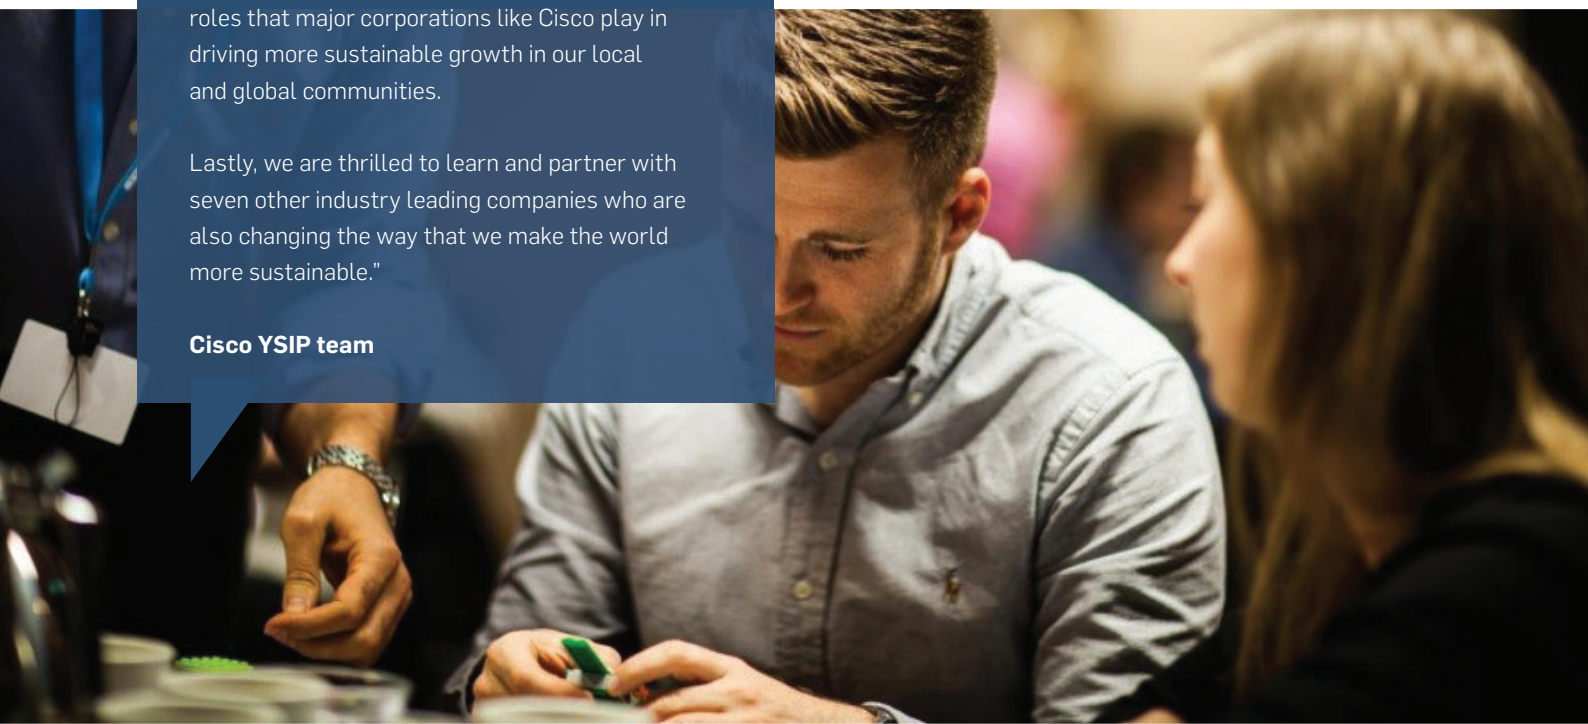 roles that major corporations like Cisco play in
driving more sustainable growth in our local
and global communities.
Lastly, we are thrilled to learn and partner with
seven other industry leading companies who are
also changing the way that we make the world
more sustainable.”
Cisco YSIP team